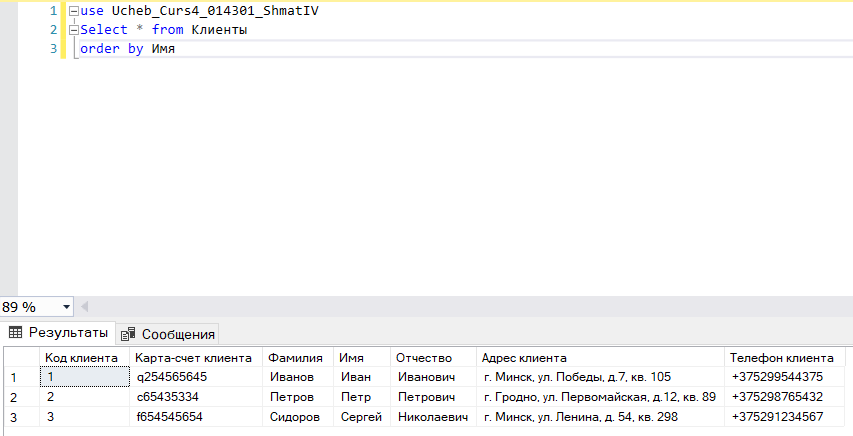 1 use Ucheb_Curs4_014301_ShmatIV
2 Select * from Клиенты
3 order by Имя
89 %
Результаты Сообщения
Код клиента Карта-счет клиента Фамилия Имя Отчество Адрес клиента Телефон клиента
1 1 q254565645 Иванов Иван Иванович г. Минск, ул. Победы, д.7, кв. 105 +375299544375
2 2 c65435334 Петров Петр Петрович г. Гродно, ул. Первомайская, д.12, кв. 89 +375298765432
3 3 f654545654 Сидоров Сергей Николаевич г. Минск, ул. Ленина, д. 54, кв. 298 +375291234567